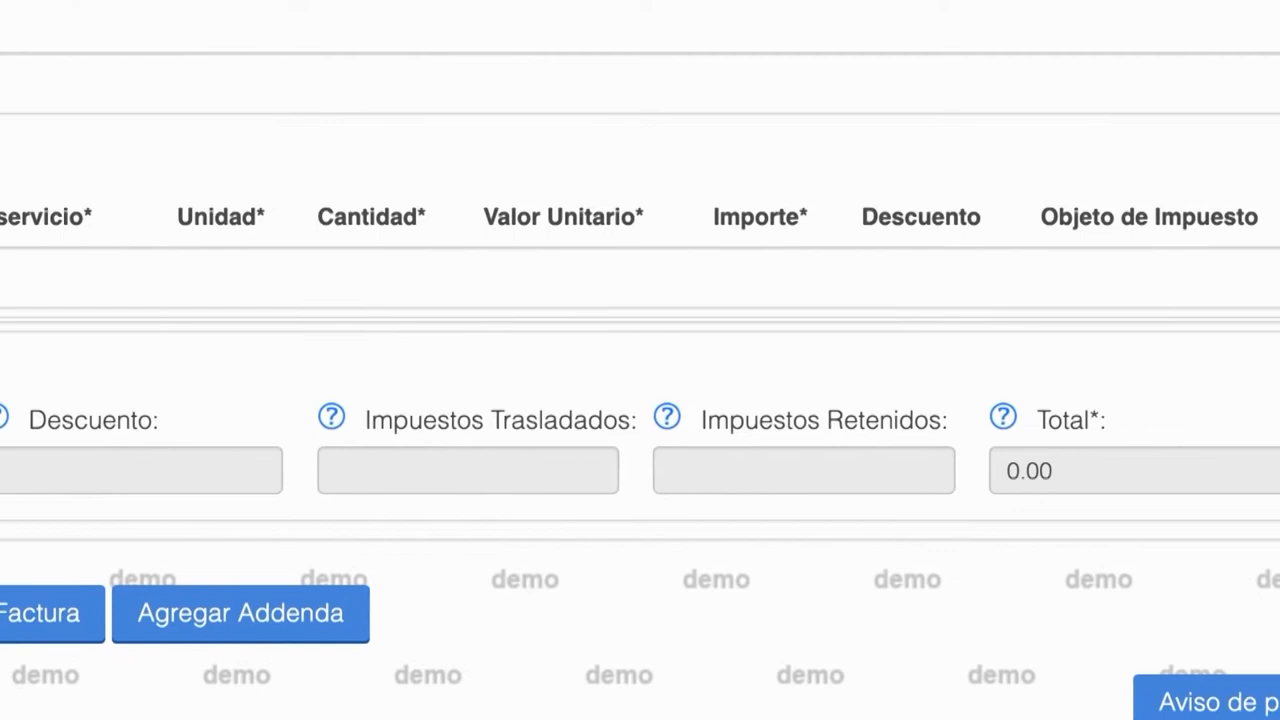 servicio* Unidad* Cantidad* Valor Unitario* Importe* Descuento Objeto de Impuesto
? Descuento: ? Impuestos Trasladados: ? Impuestos Retenidos: ? Total*:
0.00
demo demo demo demo demo demo
Factura Agregar Addenda
demo demo demo demo demo demo demo
Aviso de